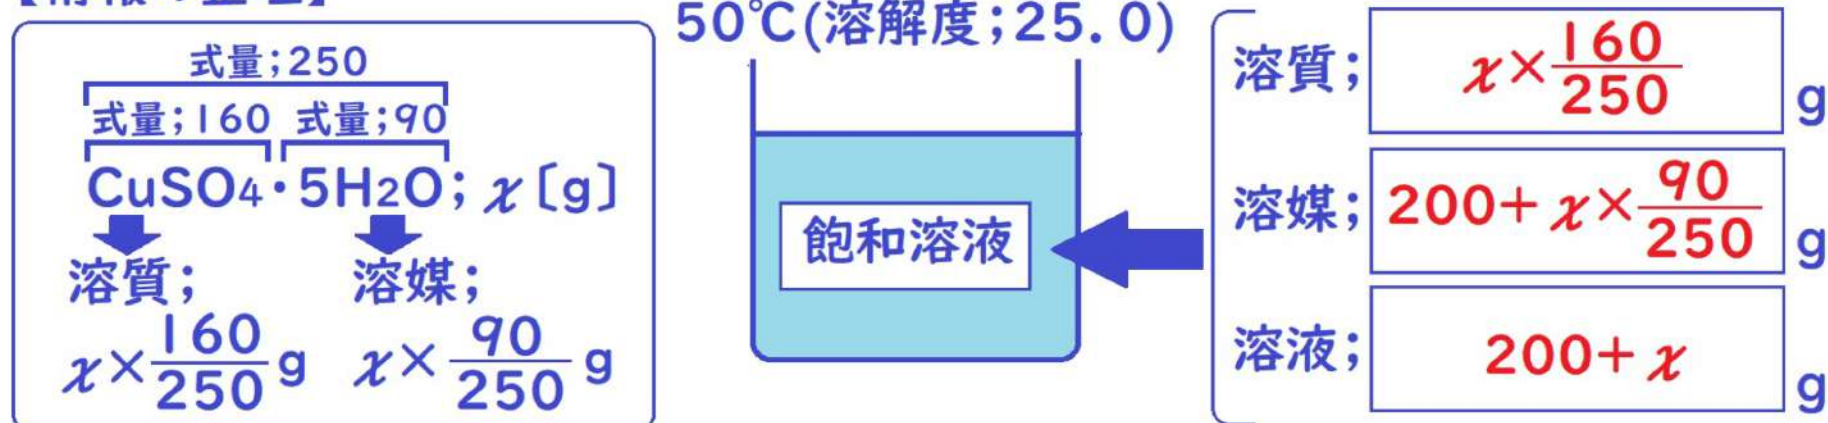 50℃(溶解度;25.0)
式量;250
式量;160 式量;90
CuSO4・5H2O; x〔g〕
溶質;
x×160/250 g
溶媒;
x×90/250 g
飽和溶液
溶質; x×160/250 g
溶媒; 200+x×90/250 g
溶液; 200+x g